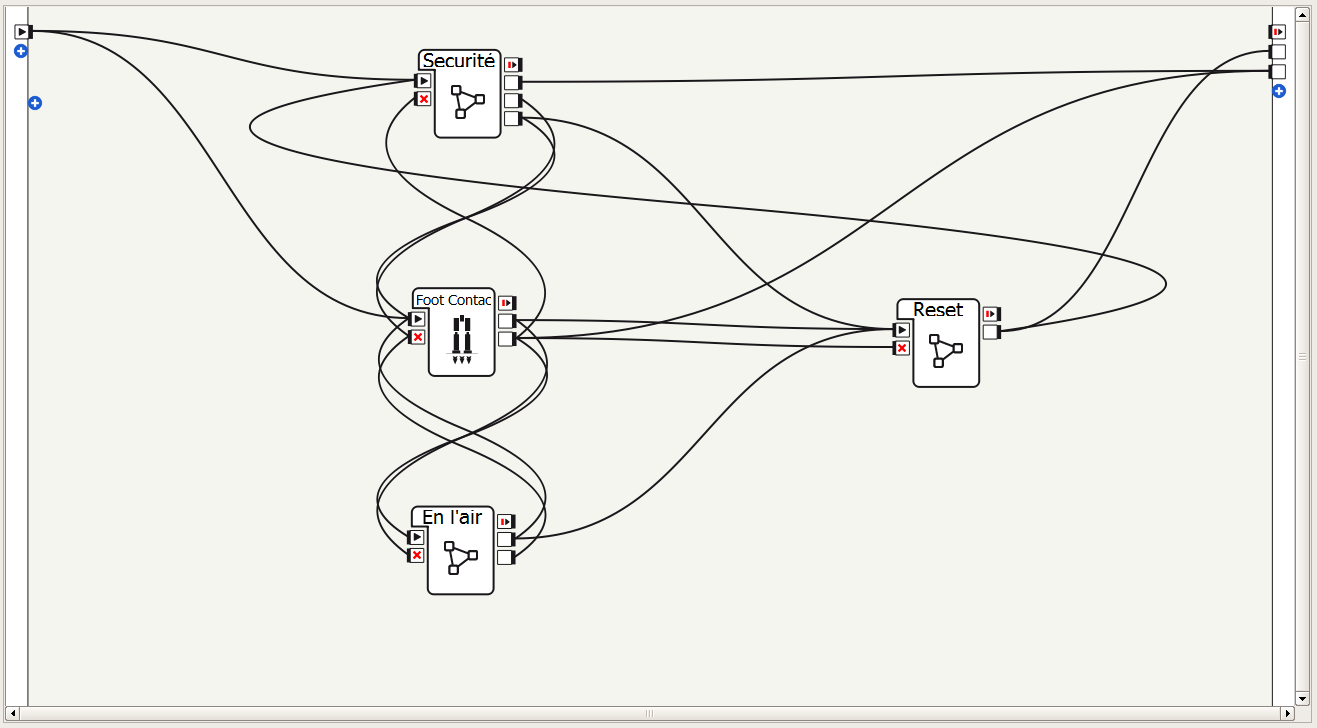 Securité
Foot Contac
Reset
En l'air